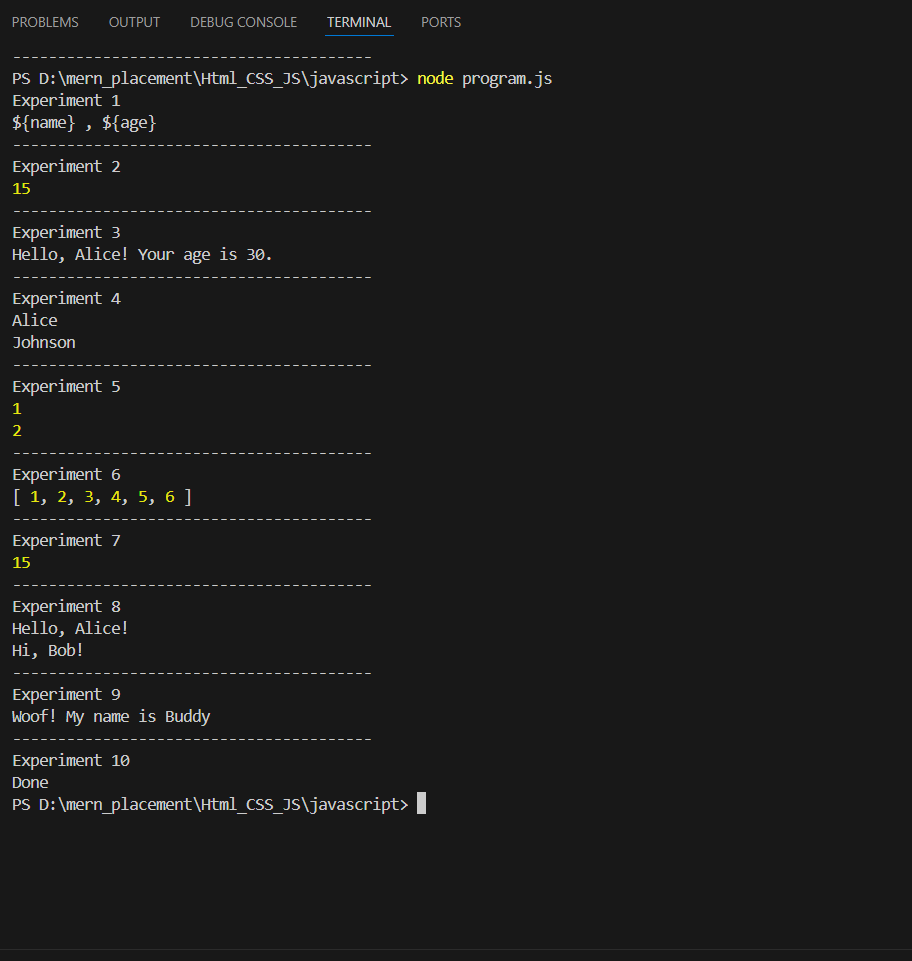 PROBLEMS OUTPUT DEBUG CONSOLE TERMINAL PORTS
----------------------------------------
PS D:\mern_placement\Html_CSS_JS\javascript> node program.js
Experiment 1
${name} , ${age}
----------------------------------------
Experiment 2
15
----------------------------------------
Experiment 3
Hello, Alice! Your age is 30.
----------------------------------------
Experiment 4
Alice
Johnson
----------------------------------------
Experiment 5
1
2
----------------------------------------
Experiment 6
[ 1, 2, 3, 4, 5, 6 ]
----------------------------------------
Experiment 7
15
----------------------------------------
Experiment 8
Hello, Alice!
Hi, Bob!
----------------------------------------
Experiment 9
Woof! My name is Buddy
----------------------------------------
Experiment 10
Done
PS D:\mern_placement\Html_CSS_JS\javascript>